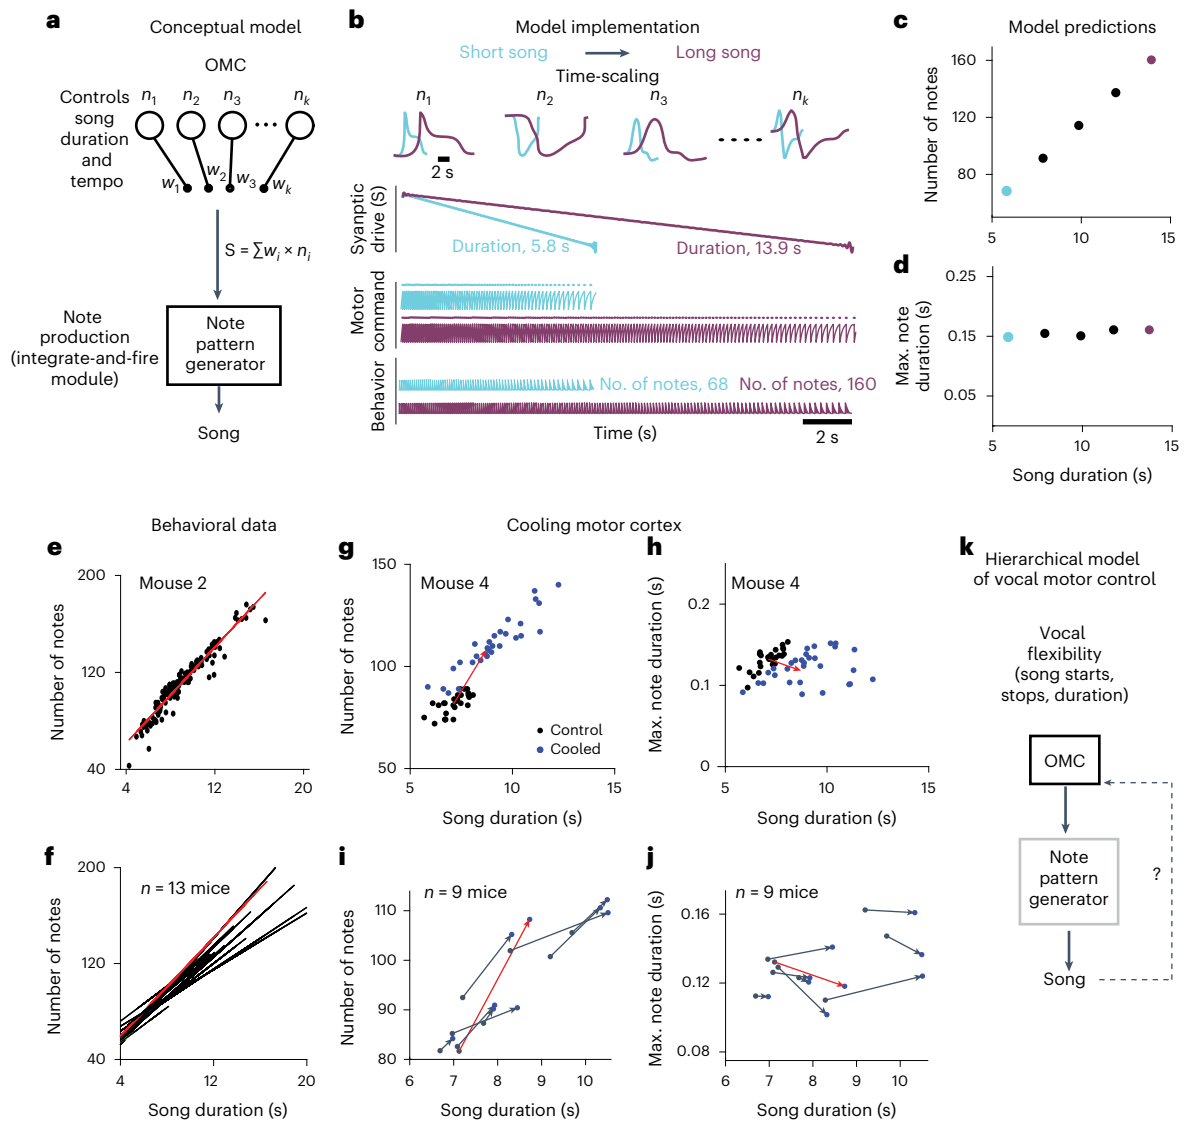 a
Conceptual model
OMC
Controls
song
duration
and
tempo
n1
n2
n3
nk
w1
w2
w3
wk
S = ∑wi × ni
Note
production
(integrate-and-fire
module)
Note
pattern
generator
Song
b
Model implementation
Short song
Long song
Time-scaling
n1
n2
n3
nk
2 s
Syanptic
drive (S)
Duration, 5.8 s
Duration, 13.9 s
Motor
command
Behavior
No. of notes, 68
No. of notes, 160
Time (s)
2 s
c
Model predictions
Number of notes
160
120
80
5
10
15
d
Max. note
duration (s)
0.25
0.15
0.05
5
10
15
Song duration (s)
Behavioral data
e
Mouse 2
Number of notes
200
120
40
4
12
20
Song duration (s)
f
n = 13 mice
Number of notes
200
120
40
4
12
20
Song duration (s)
Cooling motor cortex
g
Mouse 4
Number of notes
150
100
50
Control
Cooled
5
10
15
Song duration (s)
h
Mouse 4
Max. note duration (s)
0.2
0.1
0
5
10
15
Song duration (s)
i
n = 9 mice
Number of notes
110
100
90
80
6
7
8
9
10
Song duration (s)
j
n = 9 mice
Max. note duration (s)
0.16
0.12
0.08
6
7
8
9
10
Song duration (s)
k
Hierarchical model
of vocal motor control
Vocal
flexibility
(song starts,
stops, duration)
OMC
Note
pattern
generator
?
Song